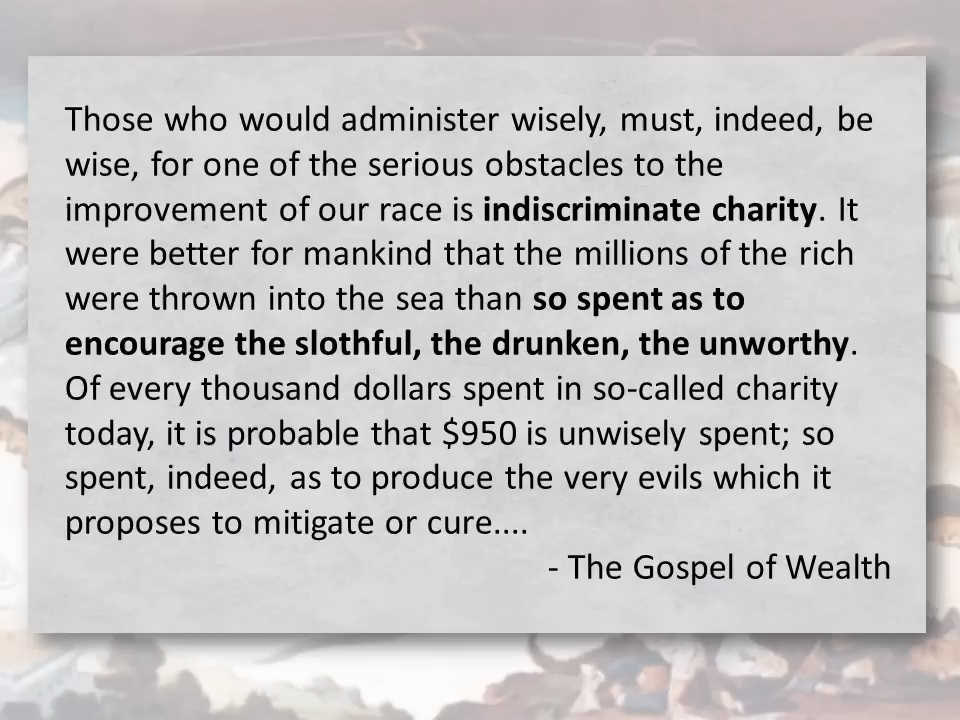 Those who would administer wisely, must, indeed, be
wise, for one of the serious obstacles to the
improvement of our race is indiscriminate charity. It
were better for mankind that the millions of the rich
were thrown into the sea than so spent as to
encourage the slothful, the drunken, the unworthy.
Of every thousand dollars spent in so-called charity
today, it is probable that $950 is unwisely spent; so
spent, indeed, as to produce the very evils which it
proposes to mitigate or cure....
- The Gospel of Wealth